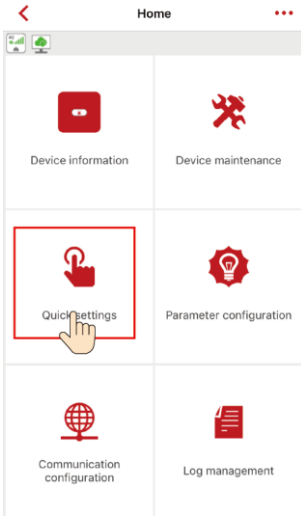 Home
Device information
Device maintenance
Quick settings
Parameter configuration
Communication
configuration
Log management